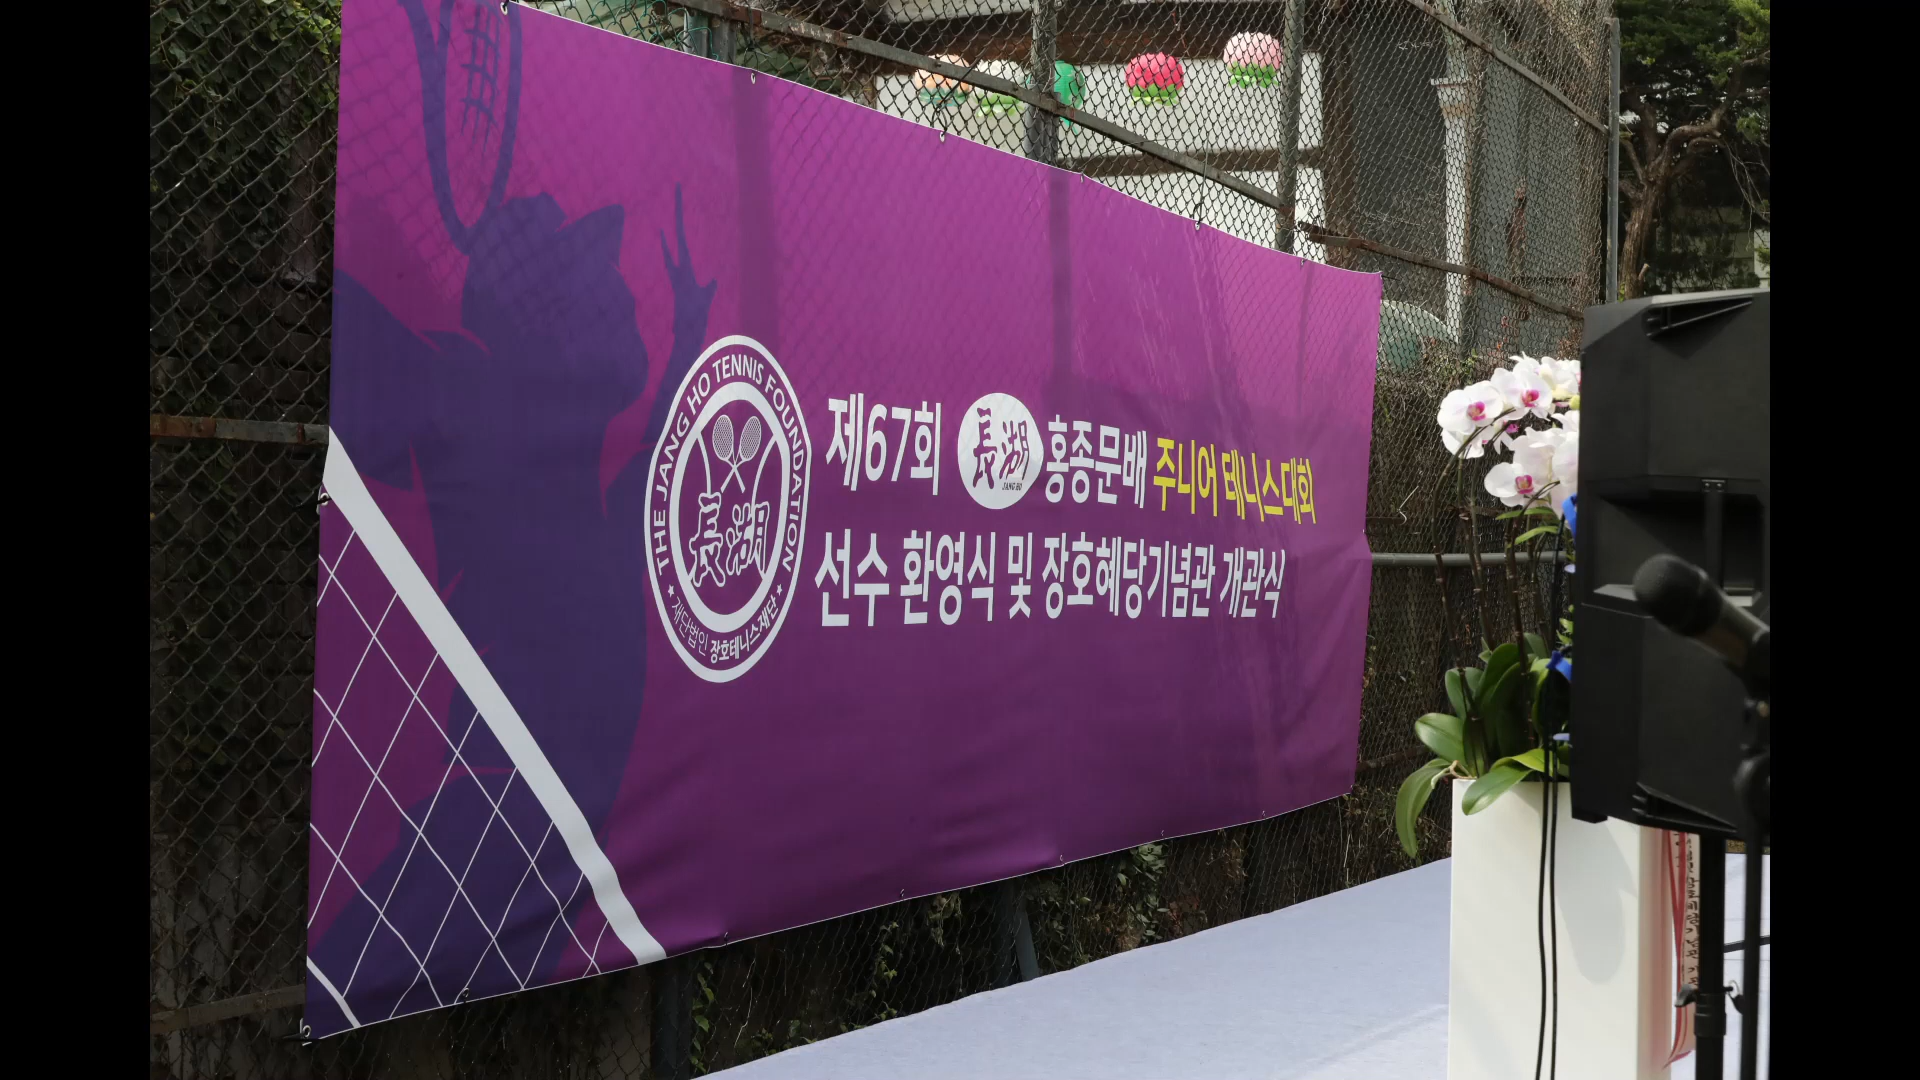 THE JANG HO TENNIS FOUNDATION
長湖
재단법인 장호테니스재단
제67회 長湖 JANG HO 홍종문배 주니어 테니스대회
선수 환영식 및 장호혜당기념관 개관식